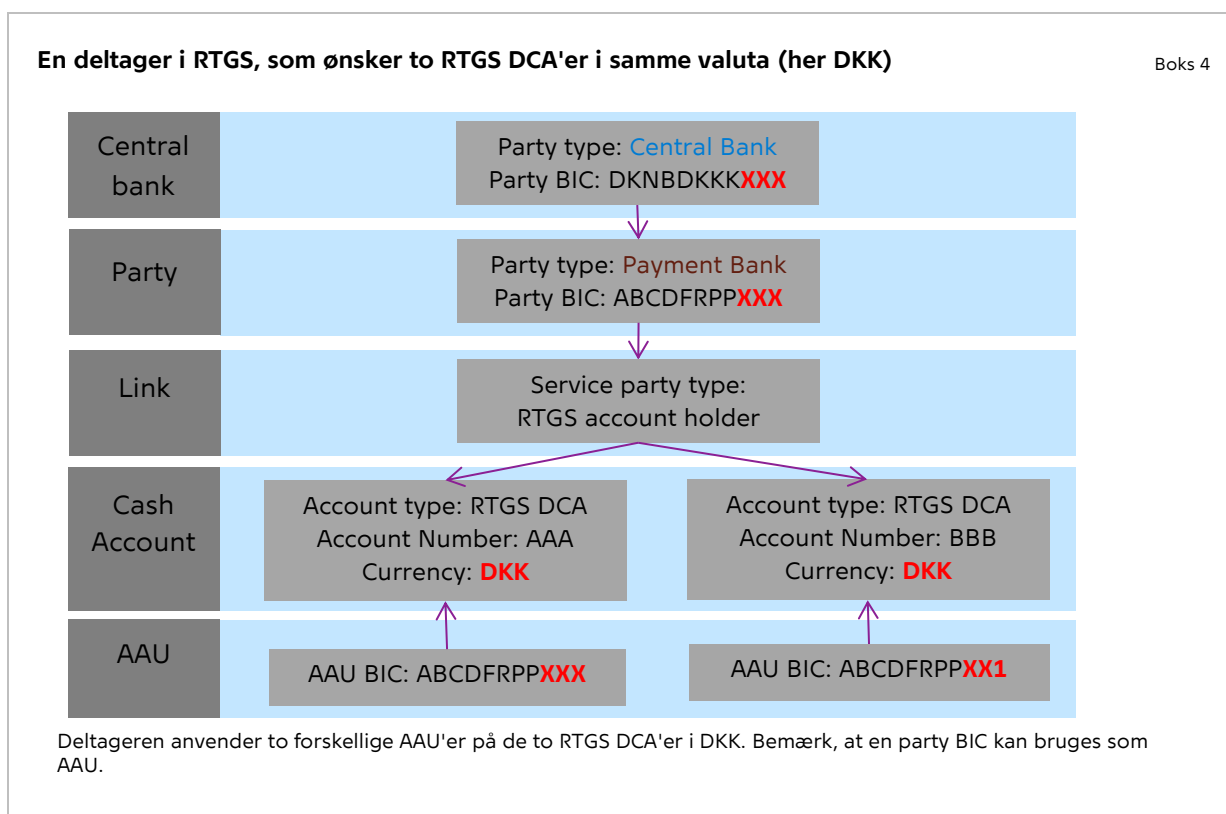 En deltager i RTGS, som ønsker to RTGS DCA'er i samme valuta (her DKK)
Boks 4
Central
bank
Party type: Central Bank
Party BIC: DKNBDKKKXXX
Party
Party type: Payment Bank
Party BIC: ABCDFRPPXXX
Link
Service party type:
RTGS account holder
Cash
Account
Account type: RTGS DCA
Account Number: AAA
Currency: DKK
Account type: RTGS DCA
Account Number: BBB
Currency: DKK
AAU
AAU BIC: ABCDFRPPXXX
AAU BIC: ABCDFRPPXX1
Deltageren anvender to forskellige AAU'er på de to RTGS DCA'er i DKK. Bemærk, at en party BIC kan bruges som
AAU.